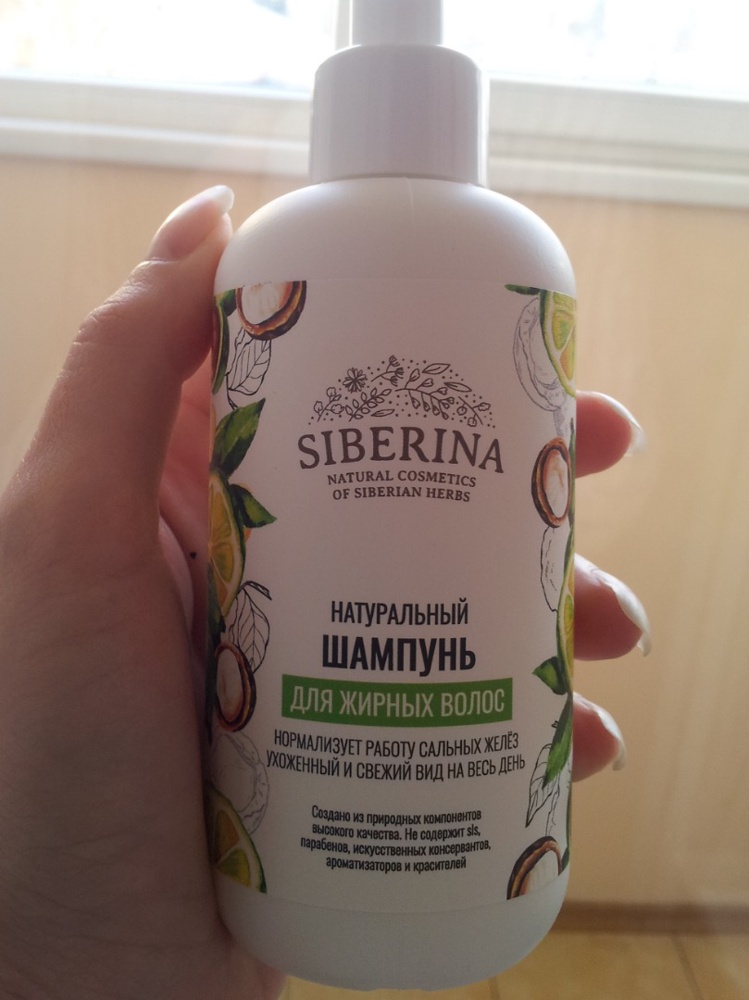 SIBERINA
NATURAL COSMETICS
OF SIBERIAN HERBS
НАТУРАЛЬНЫЙ
ШАМПУНЬ
ДЛЯ ЖИРНЫХ ВОЛОС
НОРМАЛИЗУЕТ РАБОТУ САЛЬНЫХ ЖЕЛЁЗ
УХОЖЕННЫЙ И СВЕЖИЙ ВИД НА ВЕСЬ ДЕНЬ
Создано из природных компонентов
высокого качества. Не содержит sls,
парабенов, искусственных консервантов,
ароматизаторов и красителей